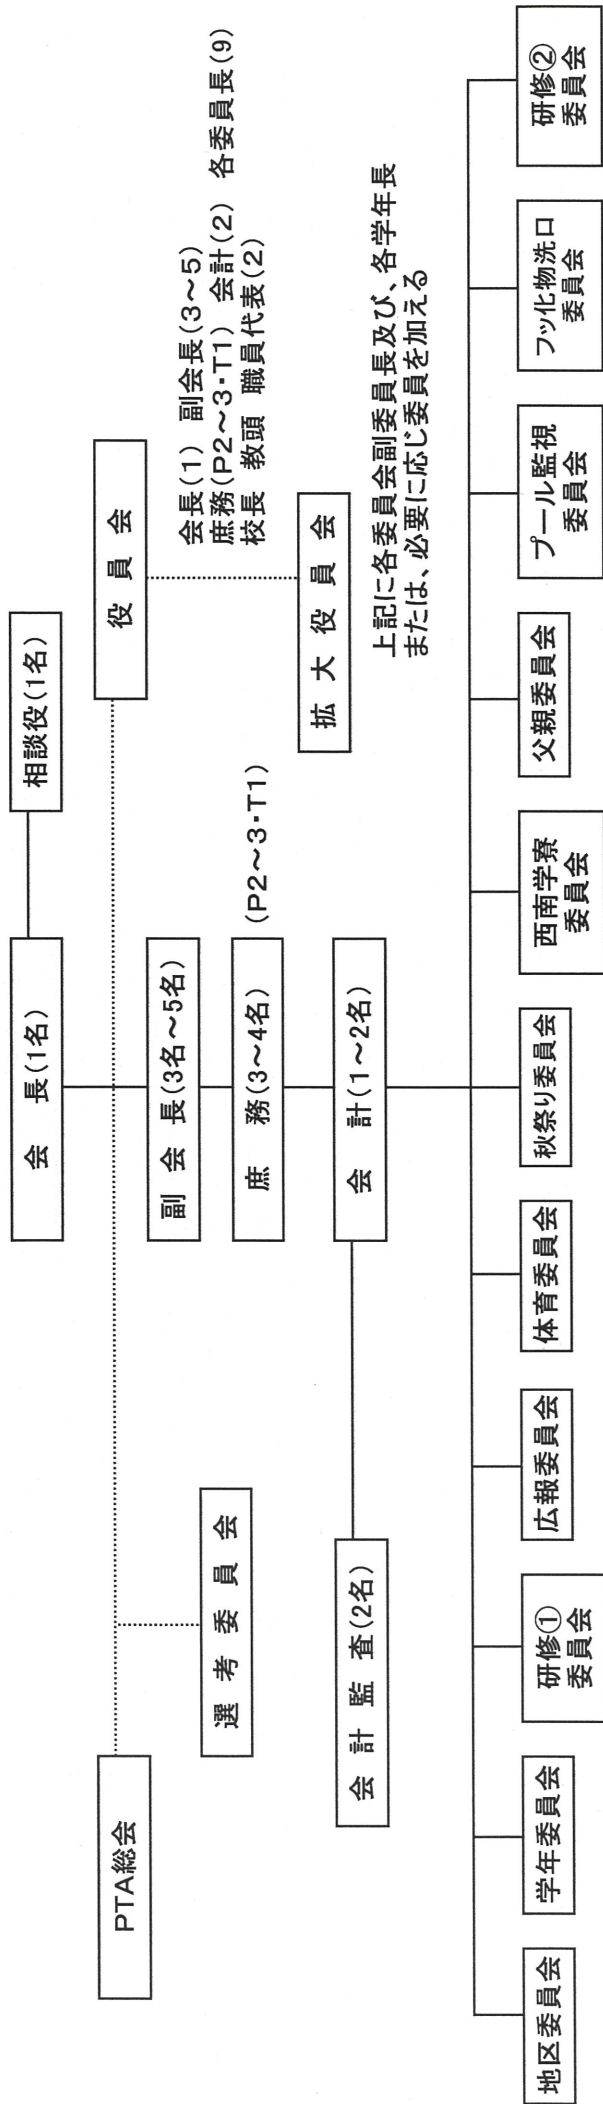 会　長(1名)
相談役(1名)
PTA総会
役　員　会
会長(1)　副会長(3～5)
庶務(P2～3・T1)　会計(2)　各委員長(9)
校長　教頭　職員代表(2)
選　考　委　員　会
副　会　長(3名～5名)
庶　　務(3～4名)
(P2～3・T1)
拡　大　役　員　会
上記に各委員会副委員長及び、各学年長
または、必要に応じ委員を加える
会　計　監　査(2名)
会　　計(1～2名)
地区委員会
学年委員会
研修①
委員会
広報委員会
体育委員会
秋祭り委員会
西南学寮
委員会
父親委員会
プール監視
委員会
フッ化物洗口
委員会
研修②
委員会